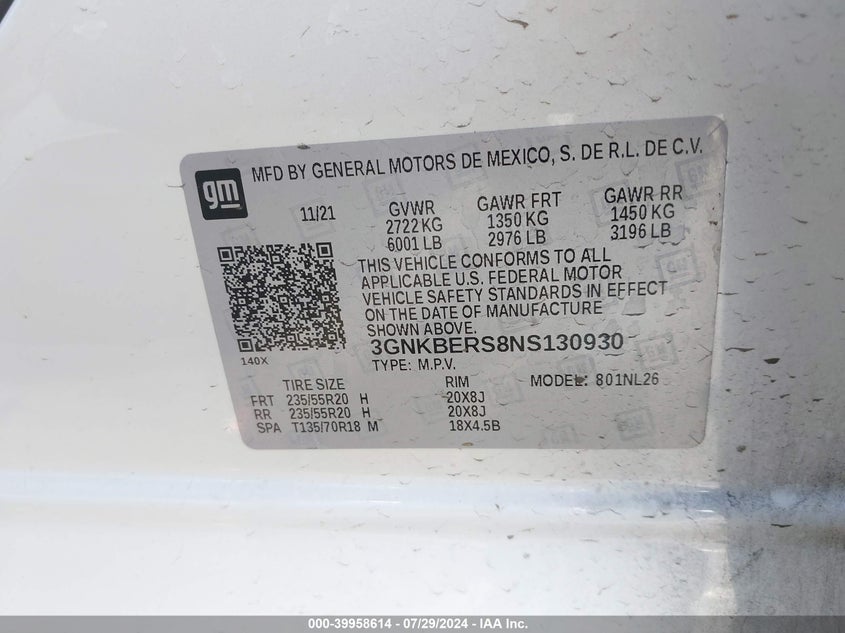 gm
MFD BY GENERAL MOTORS DE MEXICO, S. DE R.L. DE C.V.
11/21 GVWR GAWR FRT GAWR RR
2722 KG 1350 KG 1450 KG
6001 LB 2976 LB 3196 LB
THIS VEHICLE CONFORMS TO ALL
APPLICABLE U.S. FEDERAL MOTOR
VEHICLE SAFETY STANDARDS IN EFFECT
ON THE DATE OF MANUFACTURE
SHOWN ABOVE.
140X
3GNKBERS8NS130930
TYPE: M.P.V.
TIRE SIZE RIM MODEL: 801NL26
FRT 235/55R20 H 20X8J
RR 235/55R20 H 20X8J
SPA T135/70R18 M 18X4.5B
000-39958614 / 07/29/2024 - IAA Inc.